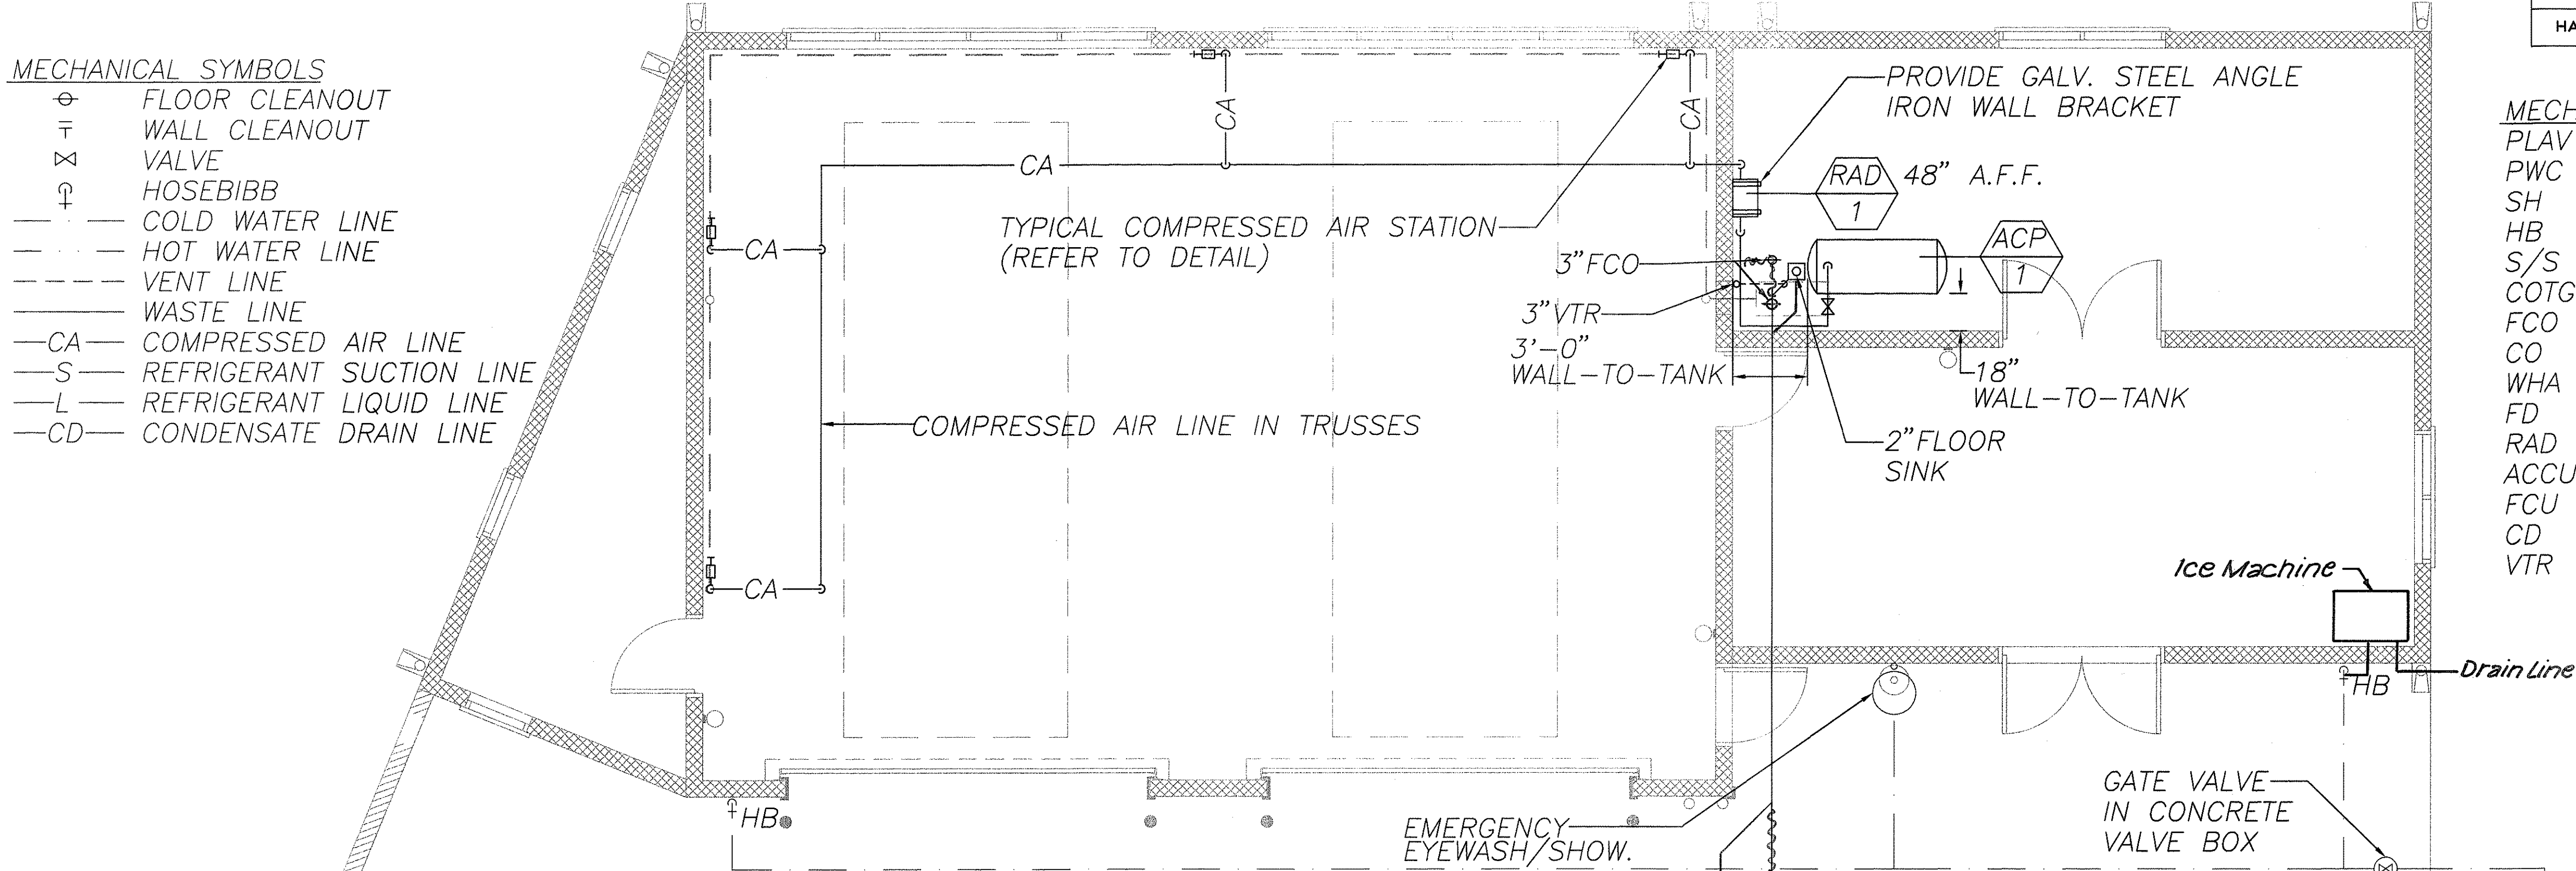 MECHANICAL SYMBOLS
FLOOR CLEANOUT
WALL CLEANOUT
VALVE
HOSEBIBB
COLD WATER LINE
HOT WATER LINE
VENT LINE
WASTE LINE
CA COMPRESSED AIR LINE
S REFRIGERANT SUCTION LINE
L REFRIGERANT LIQUID LINE
CD CONDENSATE DRAIN LINE
CA
CA
CA
CA
CA
TYPICAL COMPRESSED AIR STATION
(REFER TO DETAIL)
COMPRESSED AIR LINE IN TRUSSES
PROVIDE GALV. STEEL ANGLE
IRON WALL BRACKET
RAD
1
48" A.F.F.
ACP
1
3"FCO
3"VTR
3'-0"
WALL-TO-TANK
18"
WALL-TO-TANK
2"FLOOR
SINK
Ice Machine
Drain Line
HB
HB
EMERGENCY
EYEWASH/SHOW.
GATE VALVE
IN CONCRETE
VALVE BOX
HA
MECH
PLAV
PWC
SH
HB
S/S
COTG
FCO
CO
WHA
FD
RAD
ACCU
FCU
CD
VTR